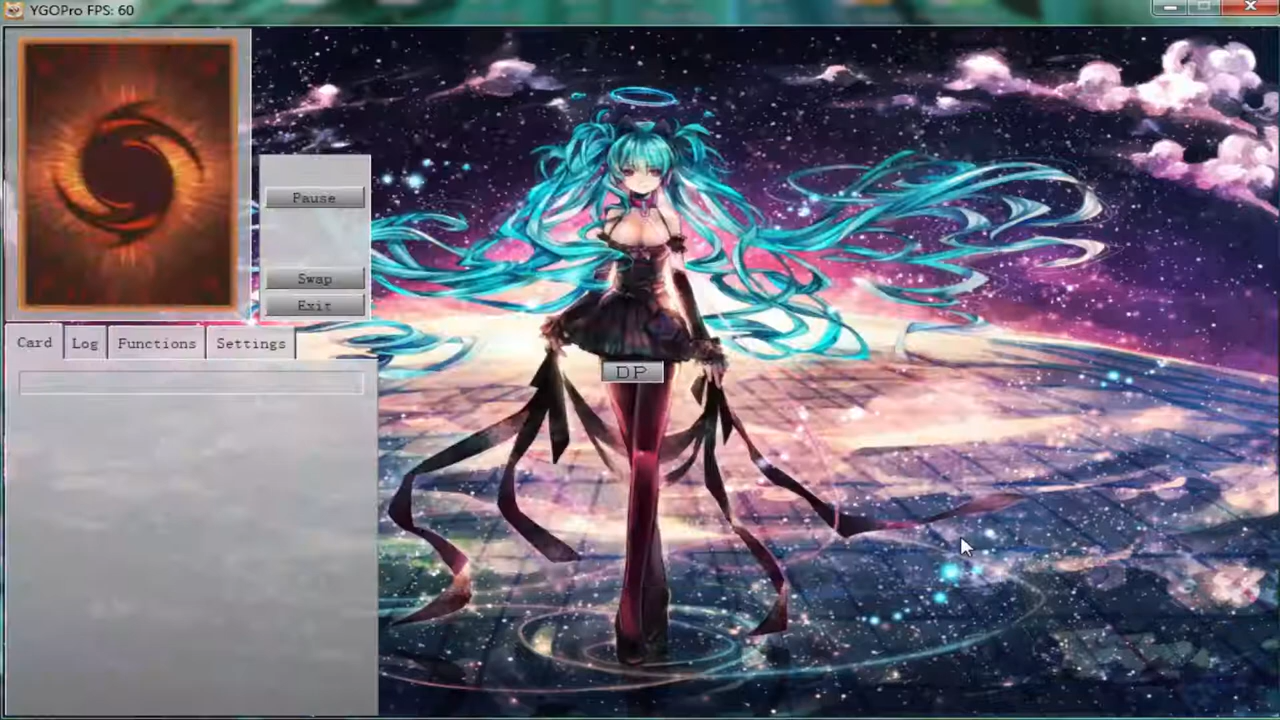 YGOPro FPS: 60
Pause
Swap
Exit
Card
Log
Functions
Settings
DP